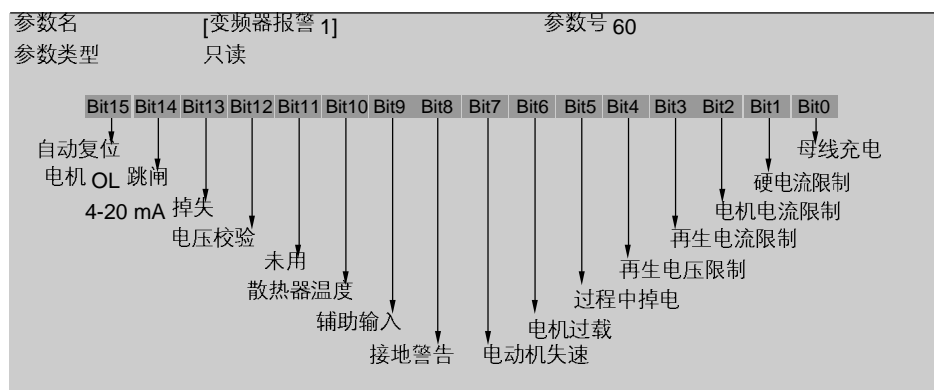 参数名 [变频器报警 1] 参数号 60
参数类型 只读
Bit15 Bit14 Bit13 Bit12 Bit11 Bit10 Bit9 Bit8 Bit7 Bit6 Bit5 Bit4 Bit3 Bit2 Bit1 Bit0
自动复位 母线充电
电机 OL 跳闸 硬电流限制
4-20 mA 掉失 电机电流限制
电压校验 再生电流限制
未用 再生电压限制
散热器温度 过程中掉电
辅助输入 电机过载
接地警告 电动机失速